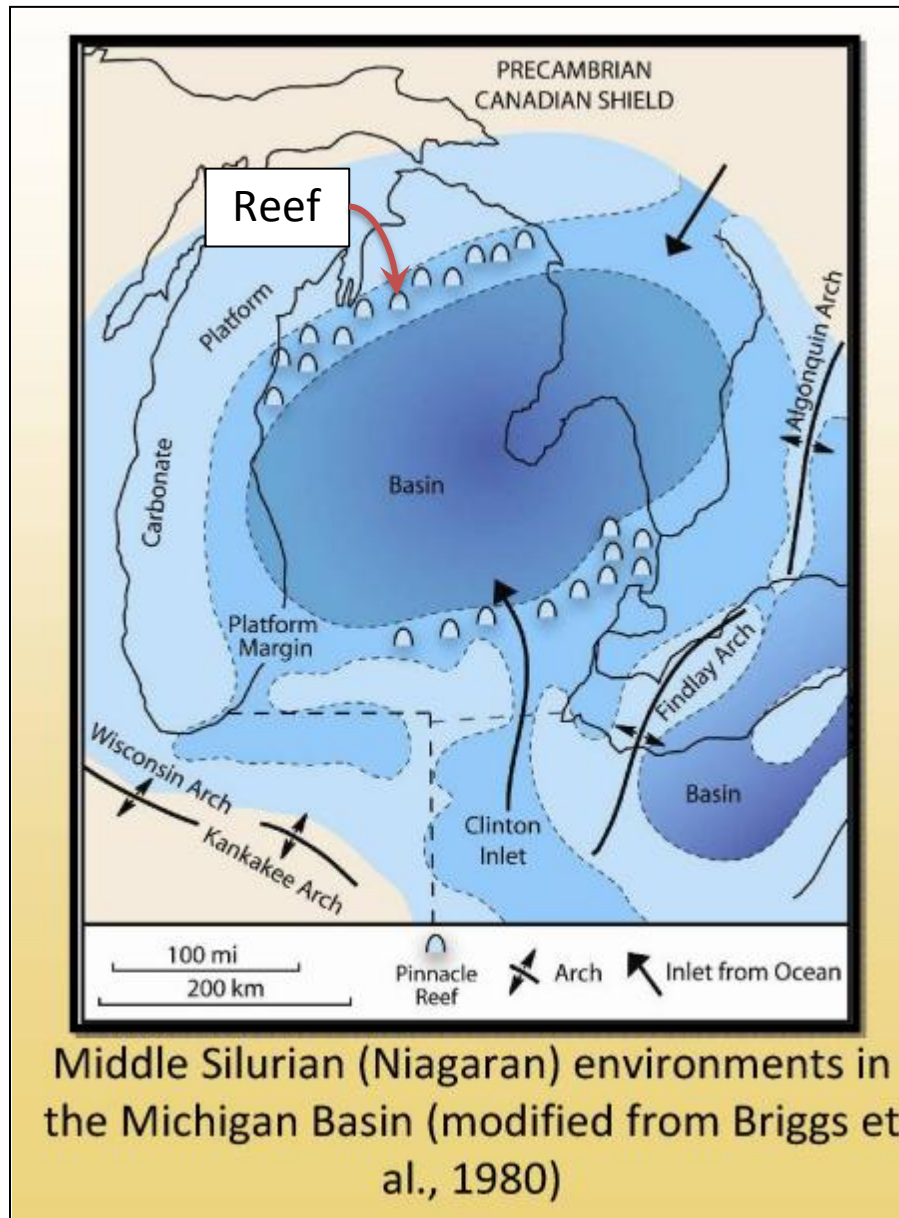 PRECAMBRIAN
CANADIAN SHIELD
Reef
Platform
Algonquin Arch
Carbonate
Basin
Platform
Margin
Findlay Arch
Wisconsin Arch
Basin
Kankakee Arch
Clinton
Inlet
100 mi
200 km
Pinnacle
Reef
Arch
Inlet from Ocean
Middle Silurian (Niagaran) environments in
the Michigan Basin (modified from Briggs et
al., 1980)